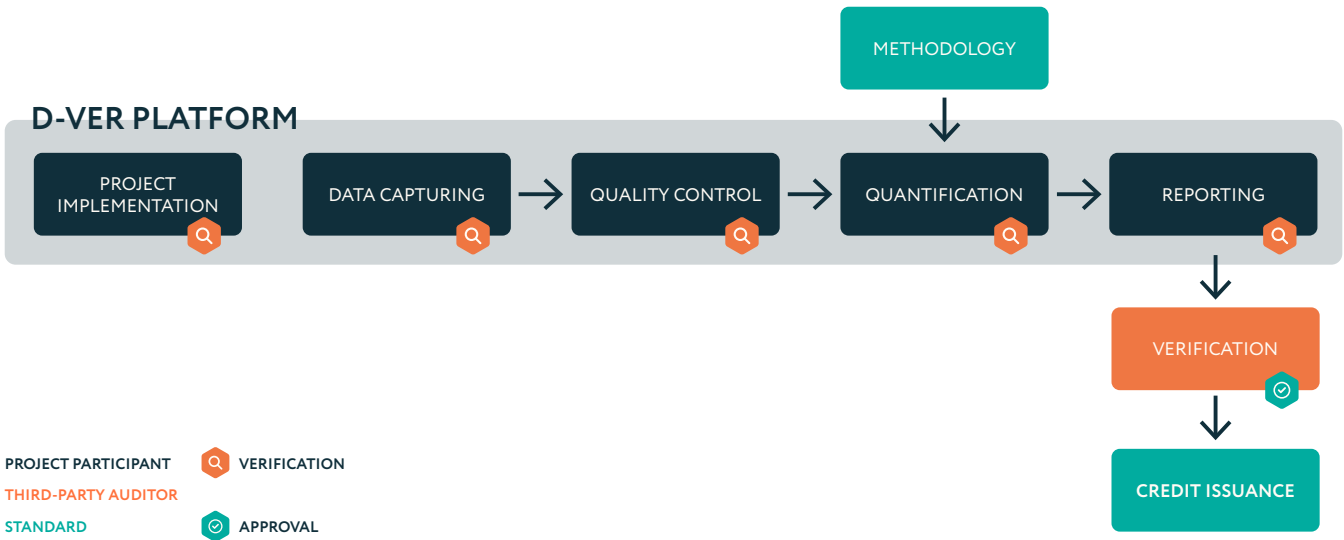 METHODOLOGY
D-VER PLATFORM
PROJECT
IMPLEMENTATION
DATA CAPTURING
QUALITY CONTROL
QUANTIFICATION
REPORTING
VERIFICATION
CREDIT ISSUANCE
PROJECT PARTICIPANT
VERIFICATION
THIRD-PARTY AUDITOR
STANDARD
APPROVAL